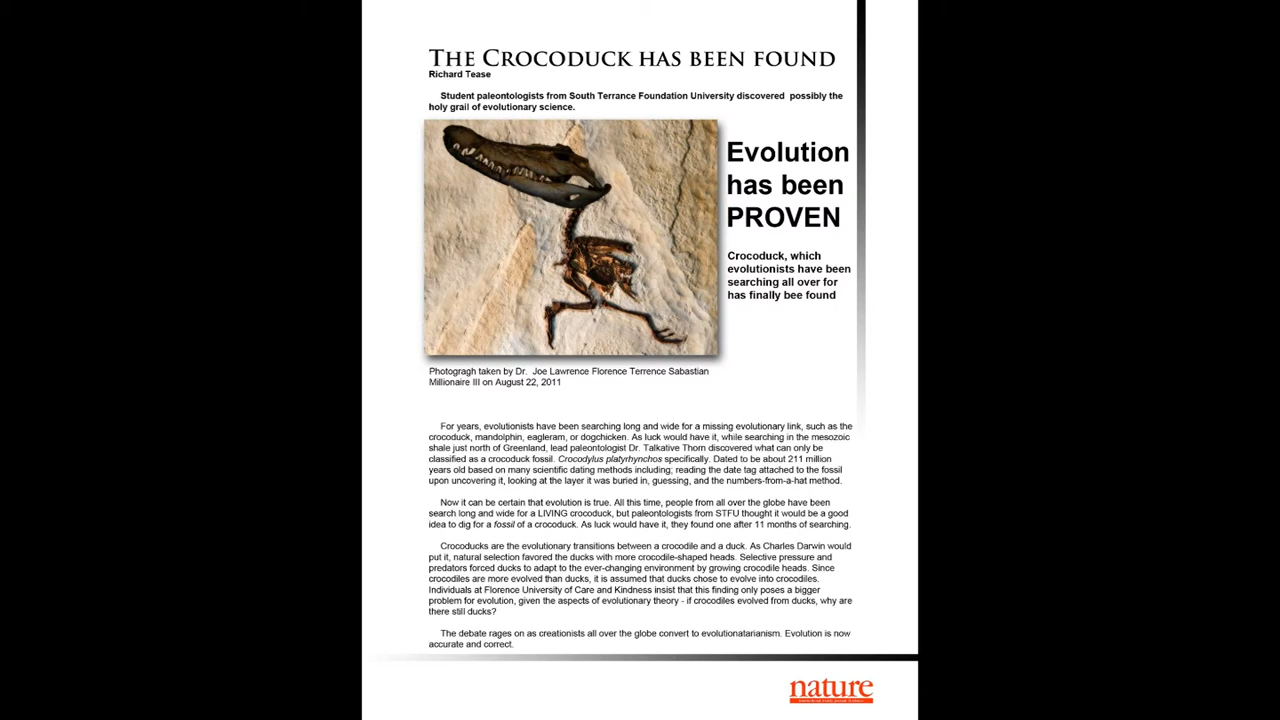 THE CROCODUCK HAS BEEN FOUND
Richard Tease
Student paleontologists from South Terrance Foundation University discovered possibly the
holy grail of evolutionary science.
Evolution
has been
PROVEN
Crocoduck, which
evolutionists have been
searching all over for
has finally bee found
Photogragh taken by Dr. Joe Lawrence Florence Terrence Sabastian
Millionaire III on August 22, 2011
For years, evolutionists have been searching long and wide for a missing evolutionary link, such as the
crocoduck, mandolphin, eagleram, or dogchicken. As luck would have it, while searching in the mesozoic
shale just north of Greenland, lead paleontologist Dr. Talkative Thorn discovered what can only be
classified as a crocoduck fossil. Crocodylus platyrhynchos specifically. Dated to be about 211 million
years old based on many scientific dating methods including; reading the date tag attached to the fossil
upon uncovering it, looking at the layer it was buried in, guessing, and the numbers-from-a-hat method.
Now it can be certain that evolution is true. All this time, people from all over the globe have been
search long and wide for a LIVING crocoduck, but paleontologists from STFU thought it would be a good
idea to dig for a fossil of a crocoduck. As luck would have it, they found one after 11 months of searching.
Crocoducks are the evolutionary transitions between a crocodile and a duck. As Charles Darwin would
put it, natural selection favored the ducks with more crocodile-shaped heads. Selective pressure and
predators forced ducks to adapt to the ever-changing environment by growing crocodile heads. Since
crocodiles are more evolved than ducks, it is assumed that ducks chose to evolve into crocodiles.
Individuals at Florence University of Care and Kindness insist that this finding only poses a bigger
problem for evolution, given the aspects of evolutionary theory - if crocodiles evolved from ducks, why are
there still ducks?
The debate rages on as creationists all over the globe convert to evolutionatarianism. Evolution is now
accurate and correct.
nature